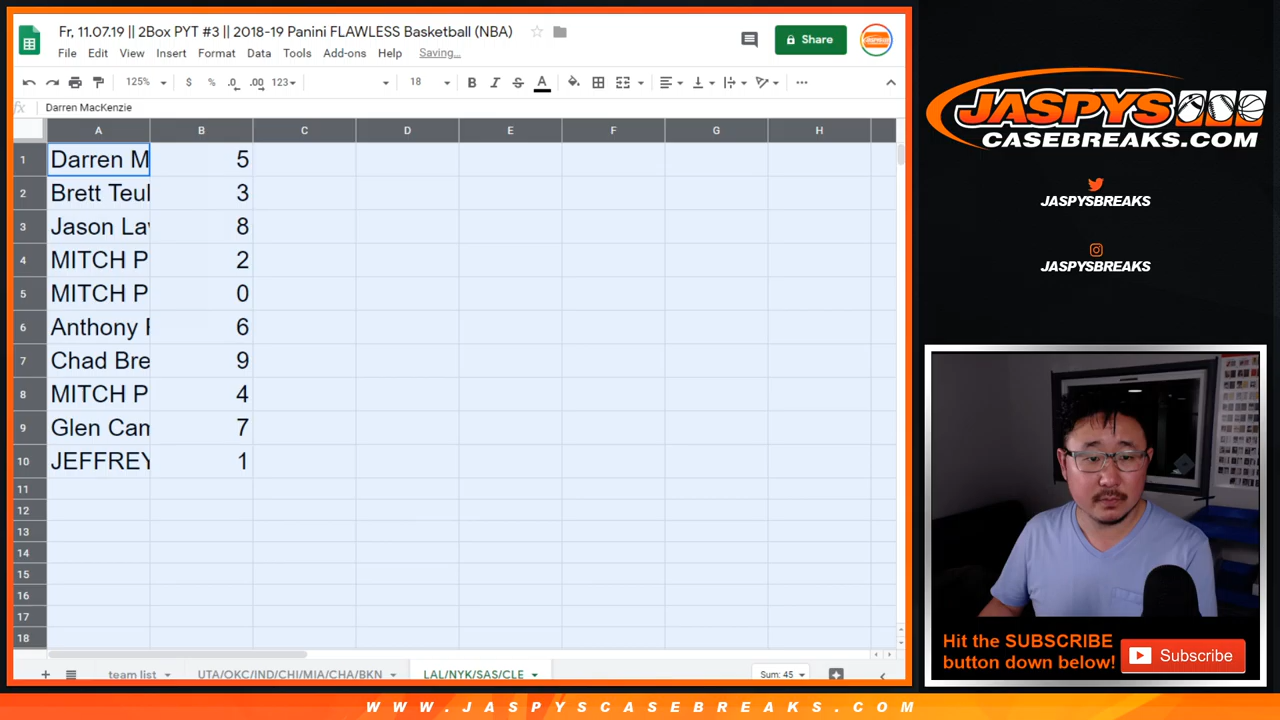 Fr, 11.07.19 || 2Box PYT #3 || 2018-19 Panini FLAWLESS Basketball (NBA)
File Edit View Insert Format Data Tools Add-ons Help Saving...
Share
125% $ % .0 .00 123 18 B I S A
fx Darren MacKenzie
A B C D E F G H
1 Darren M 5
2 Brett Teul 3
3 Jason La 8
4 MITCH P 2
5 MITCH P 0
6 Anthony 6
7 Chad Bre 9
8 MITCH P 4
9 Glen Cam 7
10 JEFFREY 1
11
12
13
14
15
16
17
18
team list UTA/OKC/IND/CHI/MIA/CHA/BKN LAL/NYK/SAS/CLE Sum: 45
JASPYS
CASEBREAKS.COM
JASPYSBREAKS
JASPYSBREAKS
Hit the SUBSCRIBE
button down below!
Subscribe
WWW.JASPYSCASEBREAKS.COM